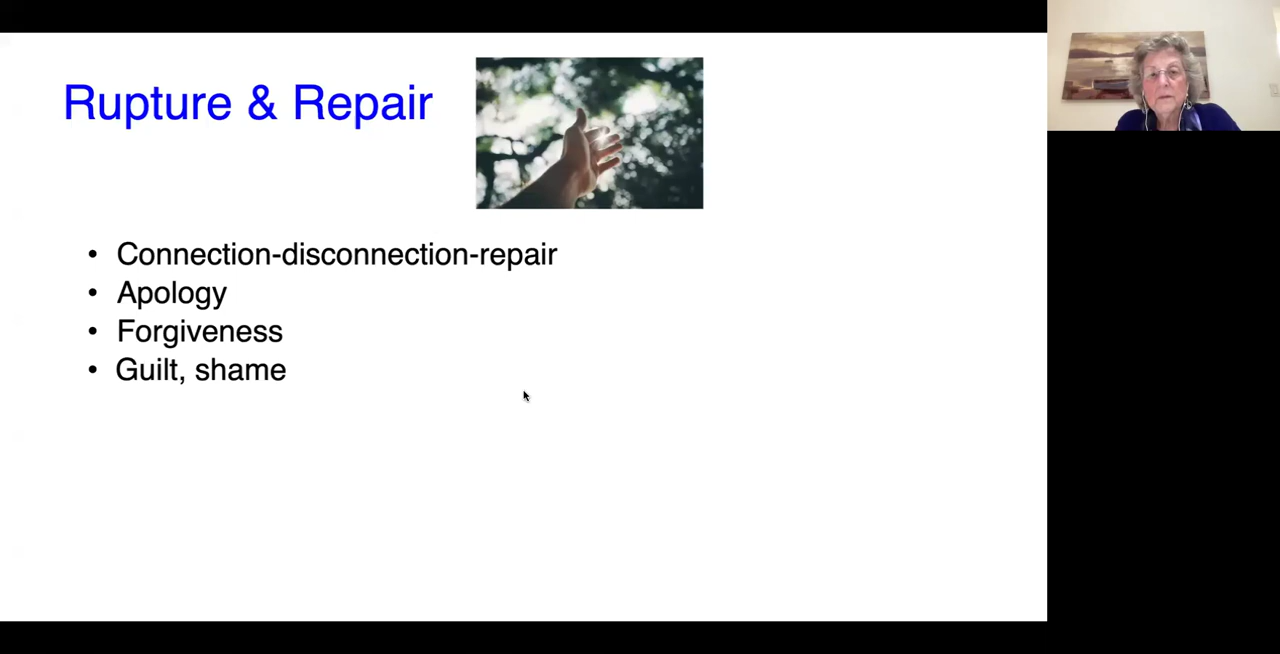 Rupture & Repair
• Connection-disconnection-repair
• Apology
• Forgiveness
• Guilt, shame